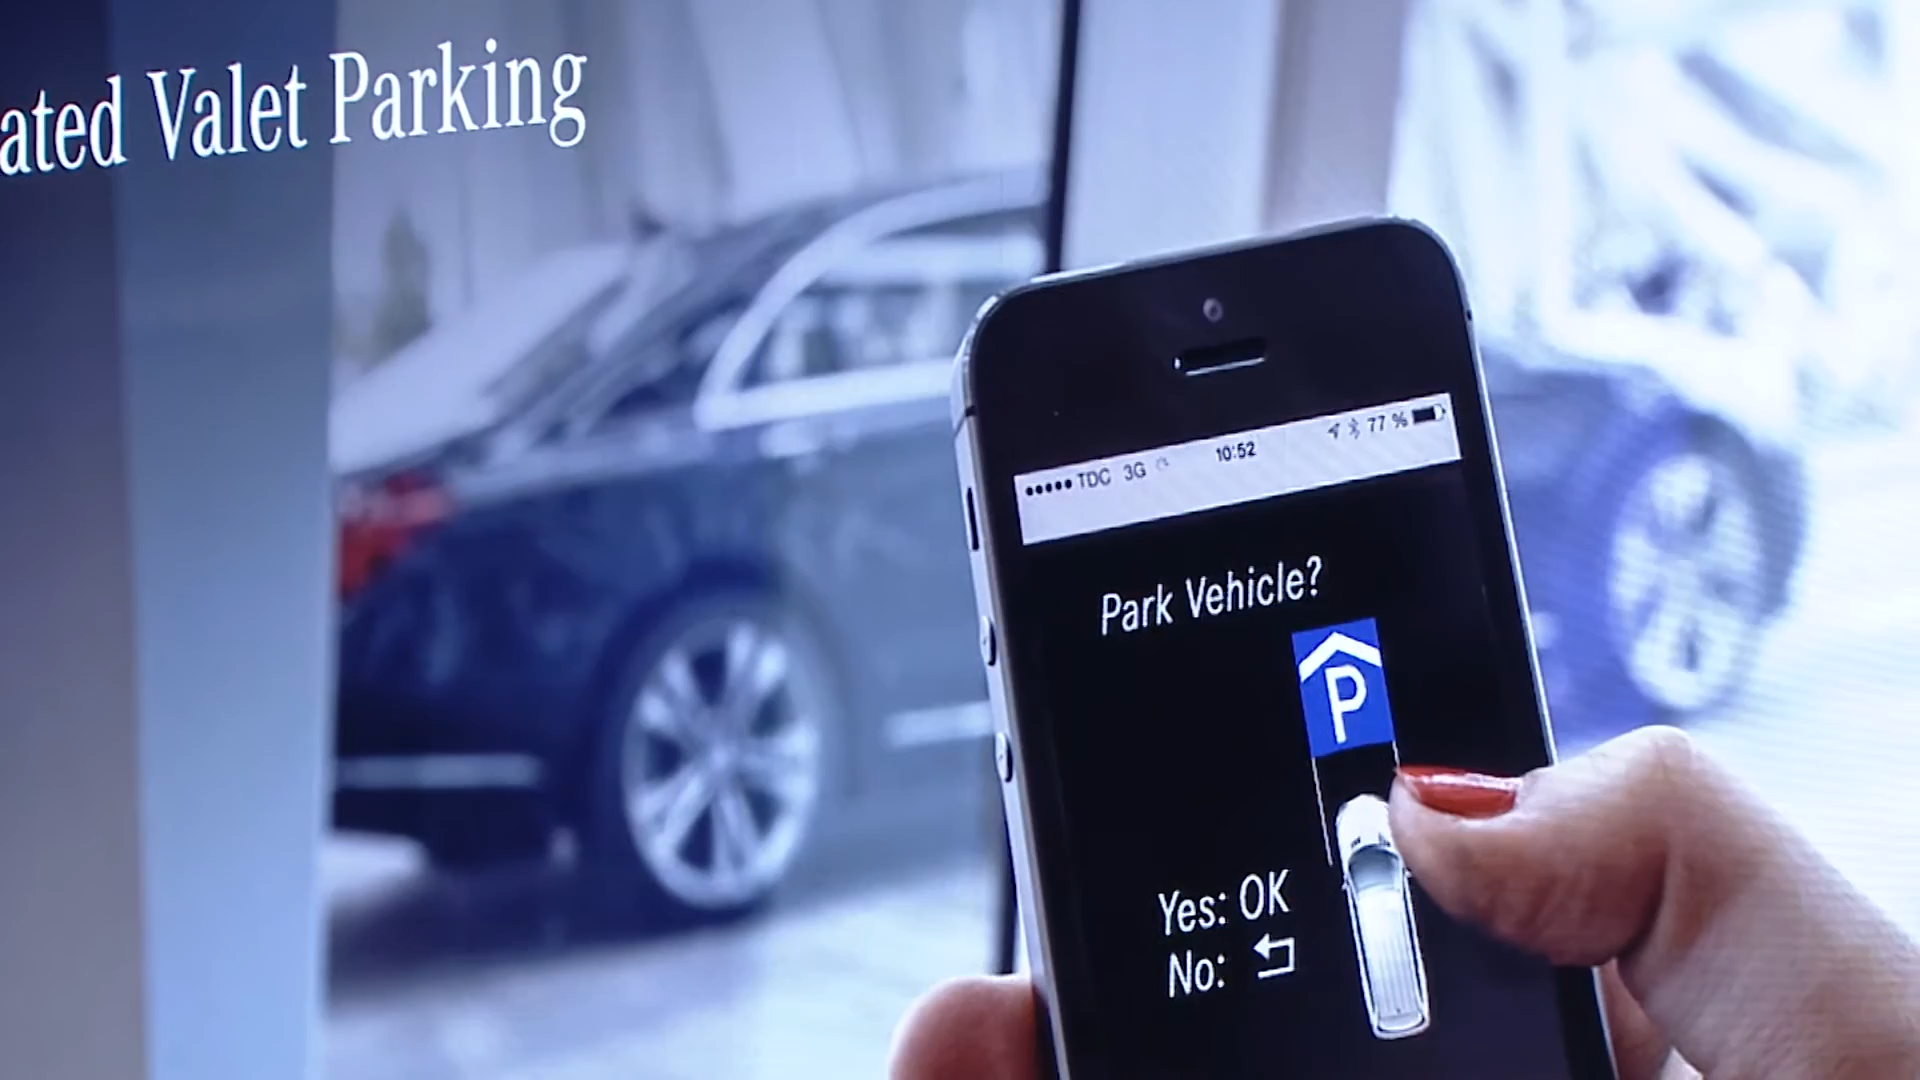 ated Valet Parking
TDC 3G 10:52 77 %
Park Vehicle?
P
Yes: OK
No: